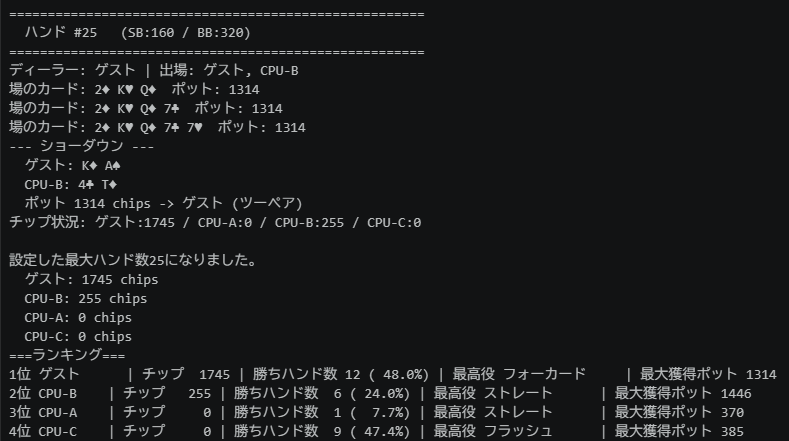 ======================================================
ハンド #25 (SB:160 / BB:320)
======================================================
ディーラー: ゲスト | 出場: ゲスト, CPU-B
場のカード: 2♦ K♥ Q♦ ポット: 1314
場のカード: 2♦ K♥ Q♦ 7♣ ポット: 1314
場のカード: 2♦ K♥ Q♦ 7♣ 7♥ ポット: 1314
--- ショーダウン ---
ゲスト: K♦ A♠
CPU-B: 4♣ T♦
ポット 1314 chips -> ゲスト (ツーペア)
チップ状況: ゲスト:1745 / CPU-A:0 / CPU-B:255 / CPU-C:0
設定した最大ハンド数25になりました。
ゲスト: 1745 chips
CPU-B: 255 chips
CPU-A: 0 chips
CPU-C: 0 chips
===ランキング===
1位 ゲスト | チップ 1745 | 勝ちハンド数 12 ( 48.0%) | 最高役 フォーカード | 最大獲得ポット 1314
2位 CPU-B | チップ 255 | 勝ちハンド数 6 ( 24.0%) | 最高役 ストレート | 最大獲得ポット 1446
3位 CPU-A | チップ 0 | 勝ちハンド数 1 ( 7.7%) | 最高役 ストレート | 最大獲得ポット 370
4位 CPU-C | チップ 0 | 勝ちハンド数 9 ( 47.4%) | 最高役 フラッシュ | 最大獲得ポット 385